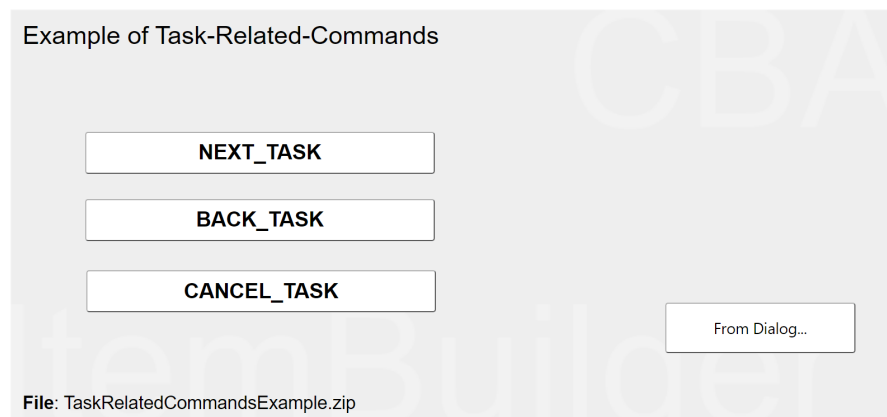 Example of Task-Related-Commands
CBA
NEXT_TASK
BACK_TASK
CANCEL_TASK
From Dialog...
ItemBuilder
File: TaskRelatedCommandsExample.zip